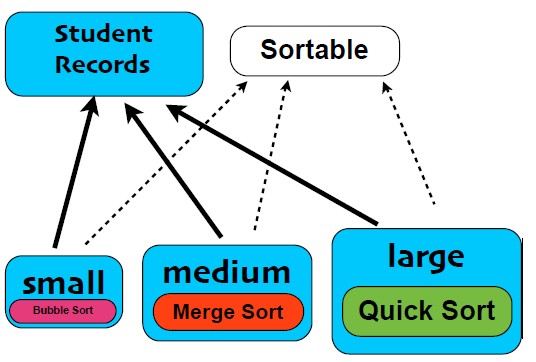 Student
Records
Sortable
small
Bubble Sort
medium
Merge Sort
large
Quick Sort